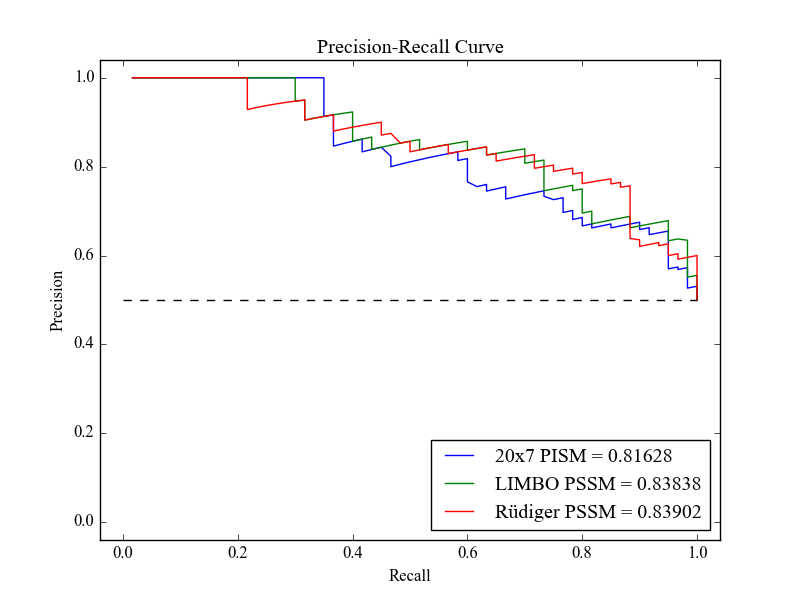 Precision-Recall Curve
1.0
0.8
0.6
0.4
0.2
0.0
Precision
0.0 0.2 0.4 0.6 0.8 1.0
Recall
20x7 PISM = 0.81628
LIMBO PSSM = 0.83838
Rüdiger PSSM = 0.83902